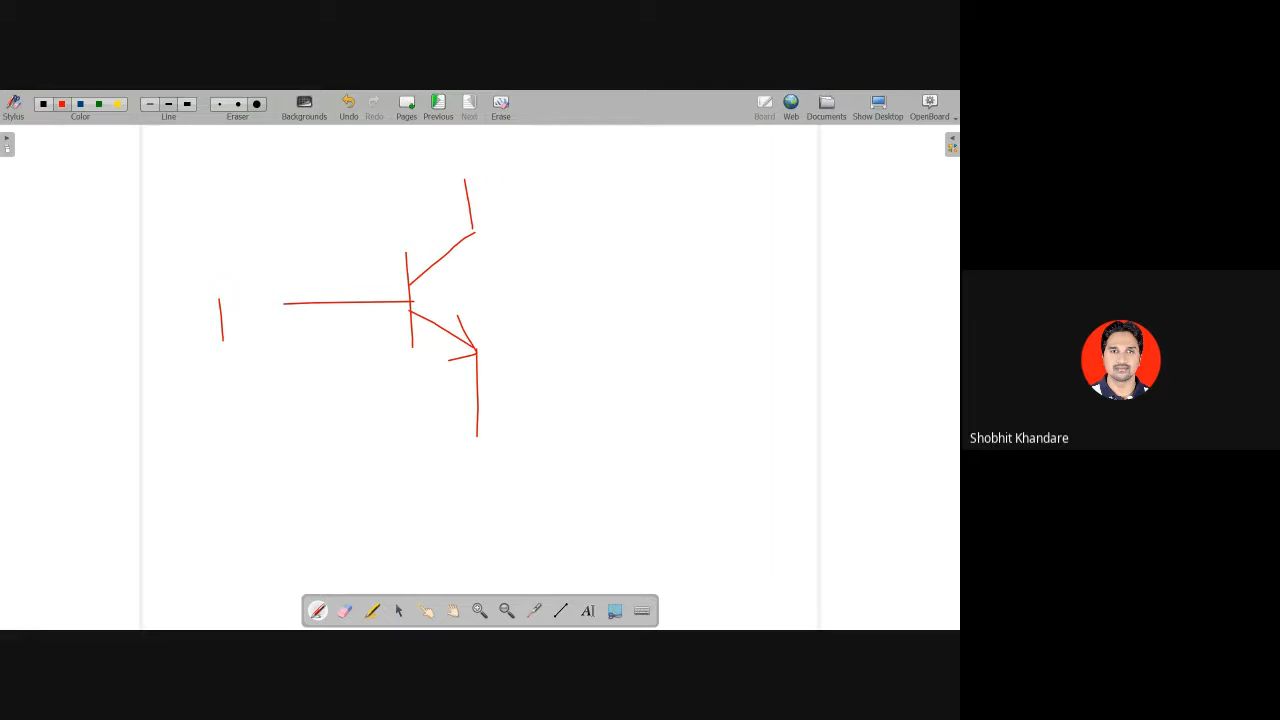 Stylus
Color
Line
Eraser
Backgrounds
Undo
Redo
Pages
Previous
Next
Erase
Board
Web
Documents
Show Desktop
OpenBoard
AI
Shobhit Khandare